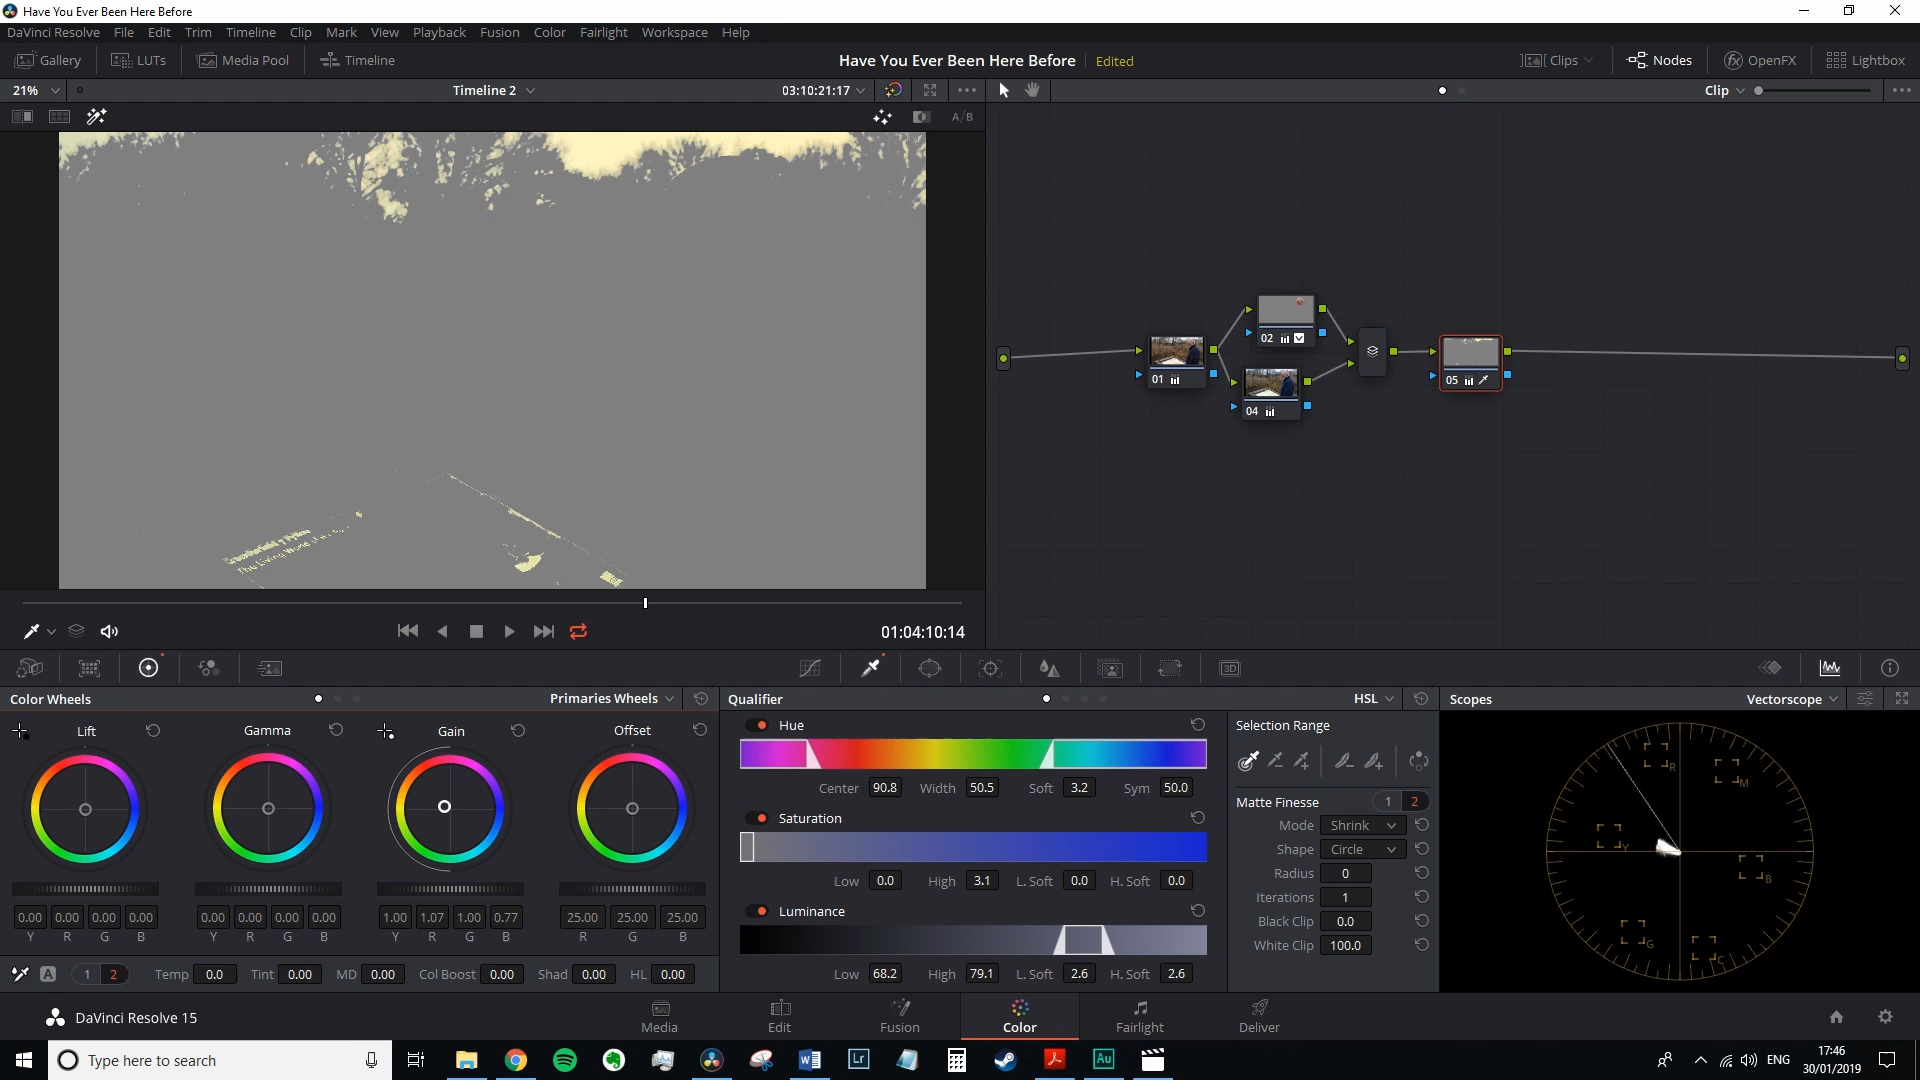 Have You Ever Been Here Before
DaVinci Resolve File Edit Trim Timeline Clip Mark View Playback Fusion Color Fairlight Workspace Help
Gallery LUTs Media Pool Timeline Have You Ever Been Here Before Edited Clips Nodes OpenFX Lightbox
21% Timeline 2 03:10:21:17 Clip
A/B
The Living World
02
01
05
04
01:04:10:14
3D
Color Wheels Primaries Wheels Qualifier HSL Scopes Vectorscope
Lift Gamma Gain Offset
Hue
Center 90.8 Width 50.5 Soft 3.2 Sym 50.0
Saturation
Low 0.0 High 3.1 L. Soft 0.0 H. Soft 0.0
Luminance
Low 68.2 High 79.1 L. Soft 2.6 H. Soft 2.6
Selection Range
Matte Finesse 1 2
Mode Shrink
Shape Circle
Radius 0
Iterations 1
Black Clip 0.0
White Clip 100.0
R M Y B G C
0.00 0.00 0.00 0.00 0.00 0.00 0.00 0.00 1.00 1.07 1.00 0.77 25.00 25.00 25.00
Y R G B Y R G B Y R G B R G B
A 1 2 Temp 0.0 Tint 0.00 MD 0.00 Col Boost 0.00 Shad 0.00 HL 0.00
DaVinci Resolve 15 Media Edit Fusion Color Fairlight Deliver
Type here to search Lr Au ENG
17:46
30/01/2019